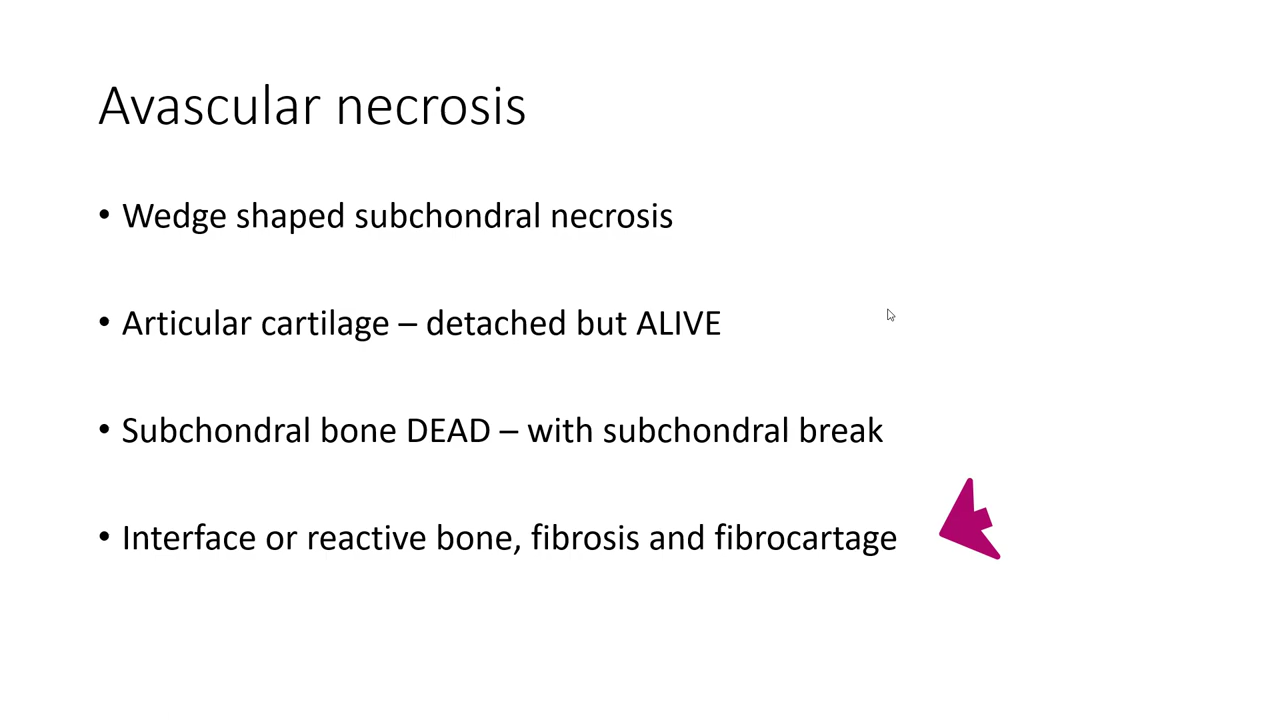 Avascular necrosis
• Wedge shaped subchondral necrosis
• Articular cartilage – detached but ALIVE
• Subchondral bone DEAD – with subchondral break
• Interface or reactive bone, fibrosis and fibrocartage